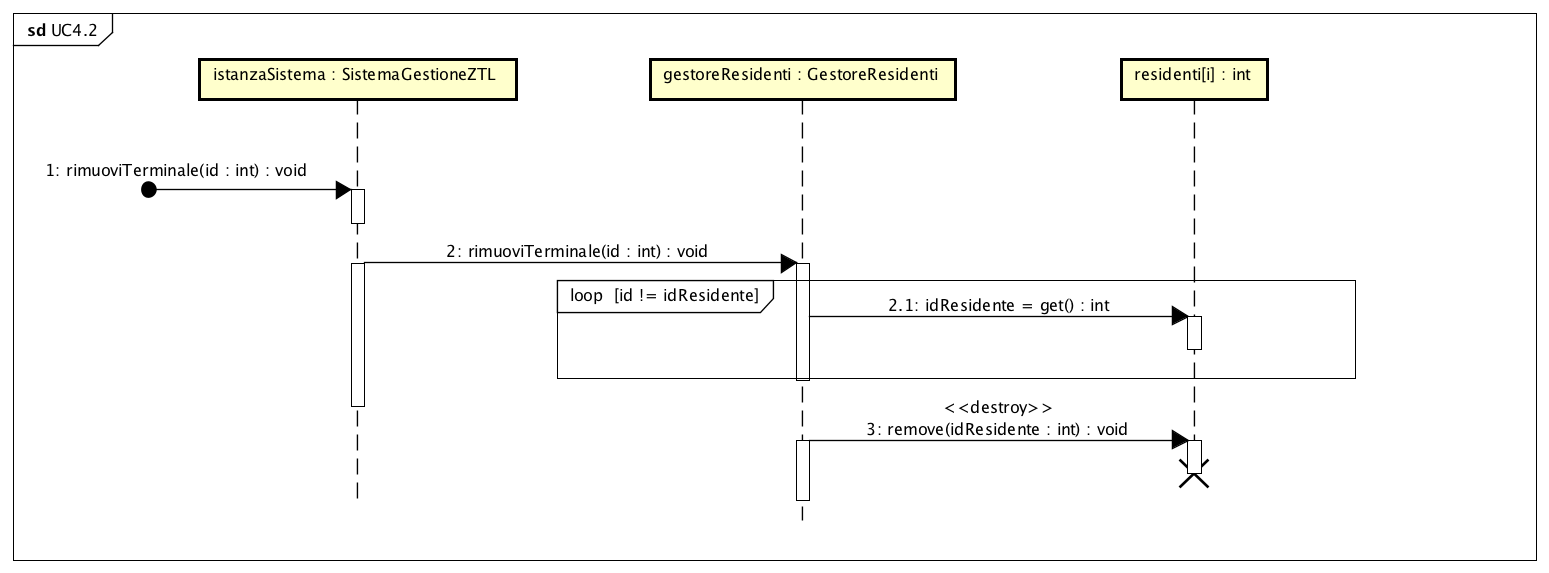 sd UC4.2
istanzaSistema : SistemaGestioneZTL
gestoreResidenti : GestoreResidenti
residenti[i] : int
1: rimuoviTerminale(id : int) : void
2: rimuoviTerminale(id : int) : void
loop [id != idResidente]
2.1: idResidente = get() : int
<<destroy>>
3: remove(idResidente : int) : void